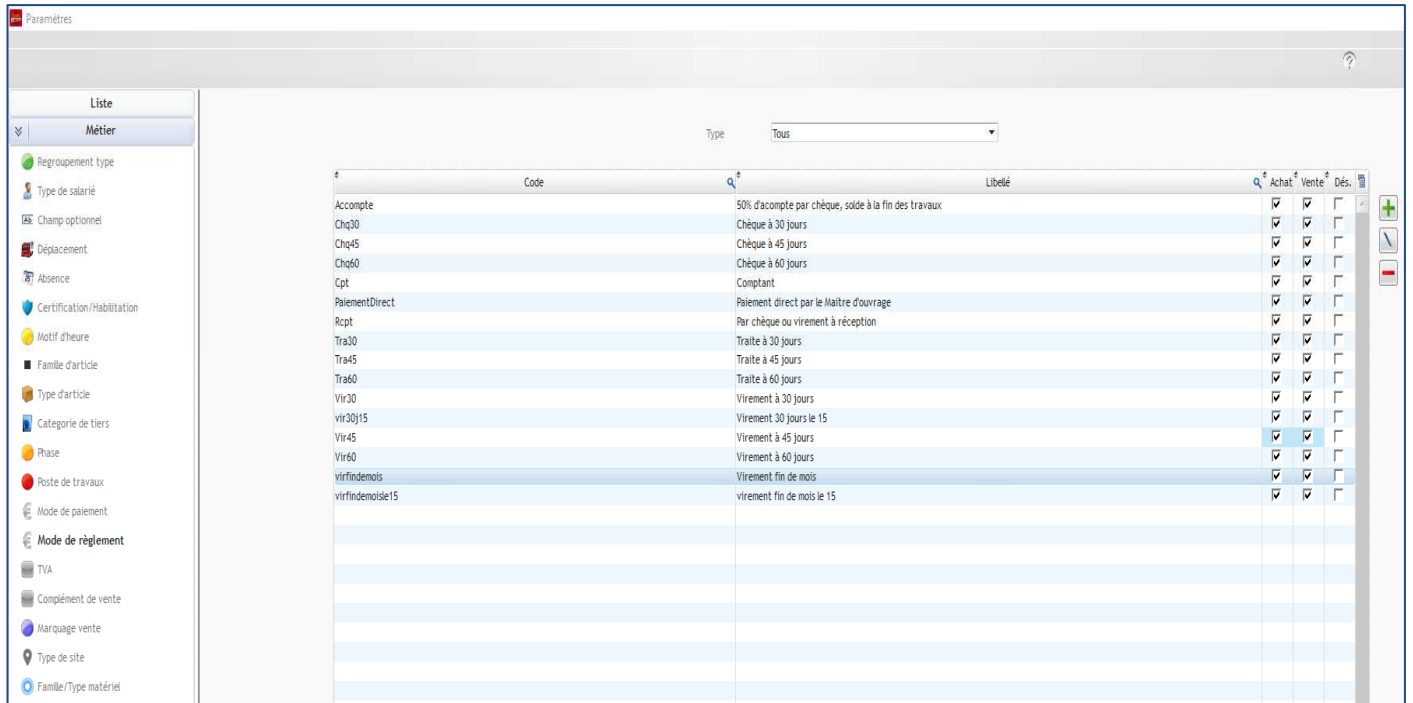 Paramètres
Liste
Métier
Regroupement type
Type de salarié
Champ optionnel
Déplacement
Absence
Certification/Habilitation
Motif d'heure
Famille d'article
Type d'article
Categorie de tiers
Phase
Poste de travaux
Mode de paiement
Mode de règlement
TVA
Complément de vente
Marquage vente
Type de site
Famille/Type matériel
Type Tous
Code Libellé Achat Vente Dés.
Accompte 50% d'acompte par chèque, solde à la fin des travaux
Chq30 Chèque à 30 jours
Chq45 Chèque à 45 jours
Chq60 Chèque à 60 jours
Cpt Comptant
PaiementDirect Paiement direct par le Maitre d'ouvrage
Rcpt Par chèque ou virement à réception
Tra30 Traite à 30 jours
Tra45 Traite à 45 jours
Tra60 Traite à 60 jours
Vir30 Virement à 30 jours
vir30j15 Virement 30 jours le 15
Vir45 Virement à 45 jours
Vir60 Virement à 60 jours
virfindemois Virement fin de mois
virfindemoisle15 virement fin de mois le 15